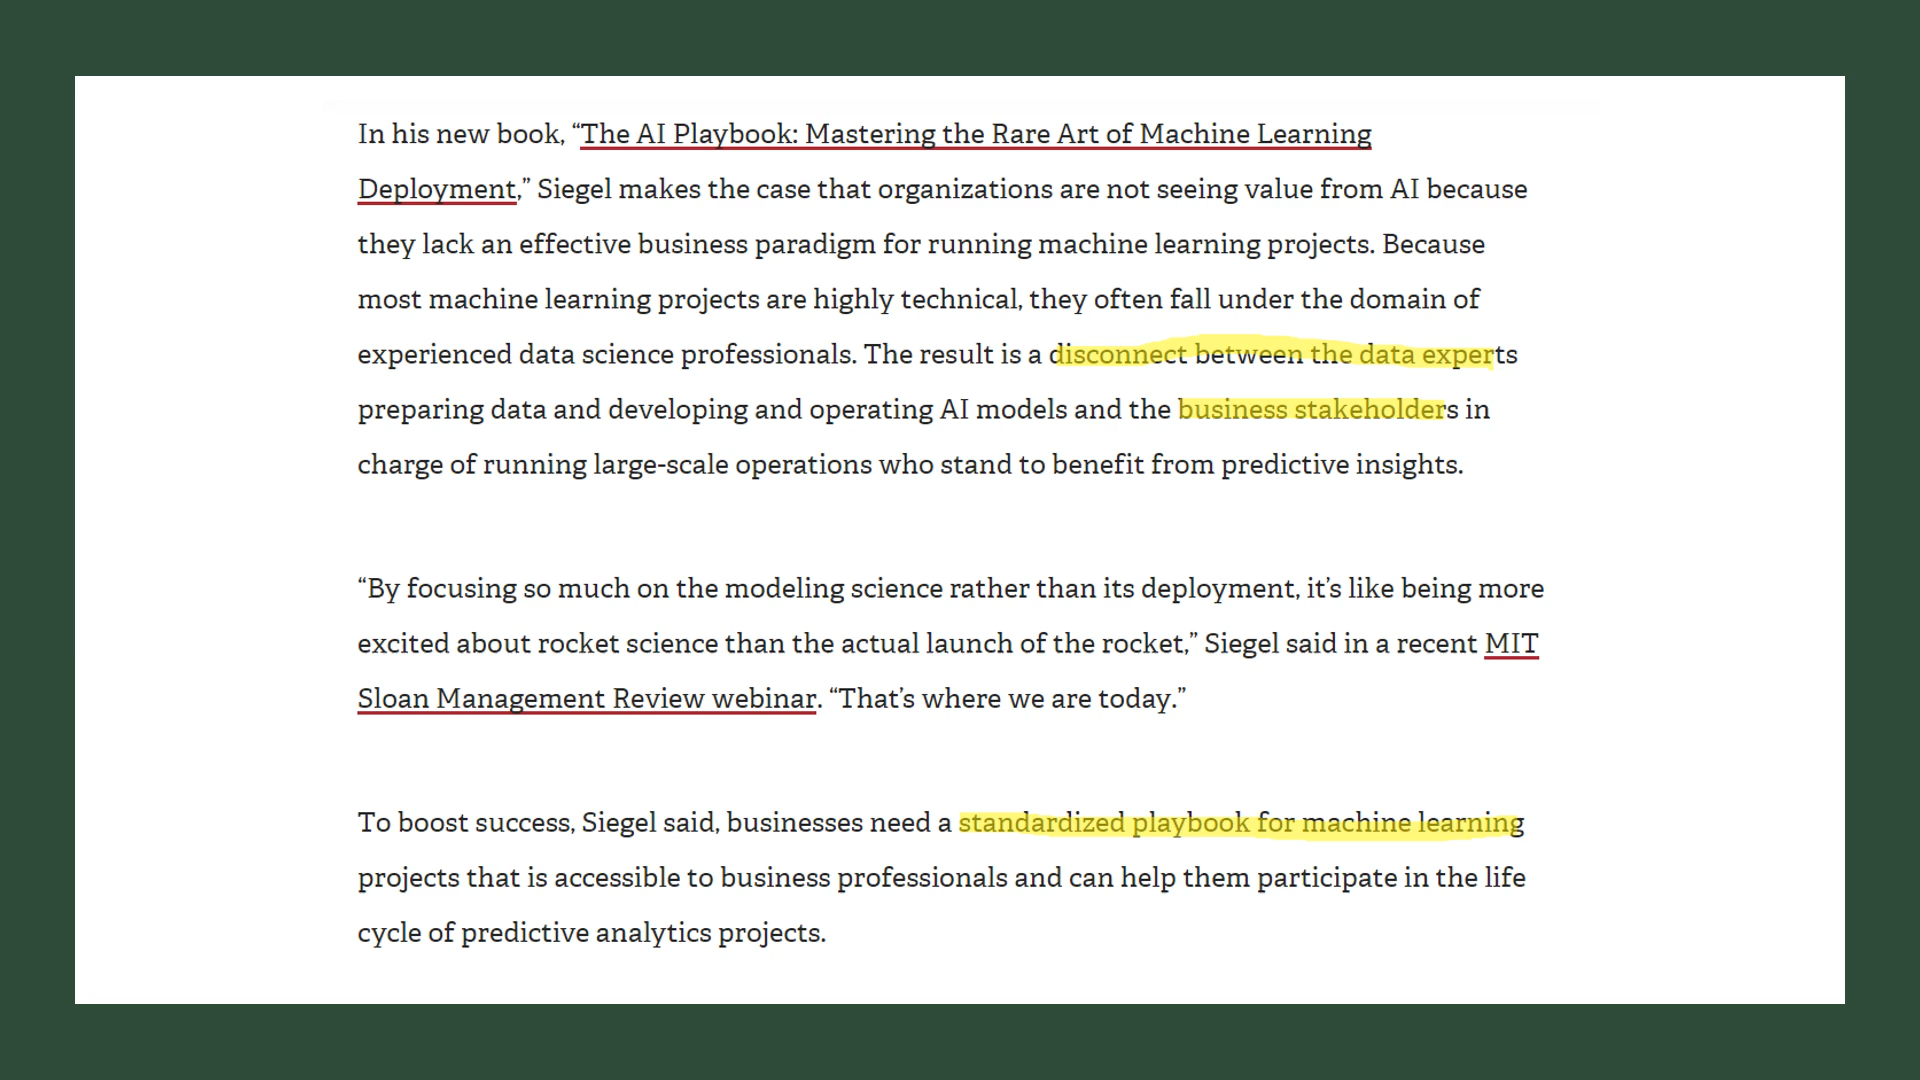 In his new book, “The AI Playbook: Mastering the Rare Art of Machine Learning
Deployment,” Siegel makes the case that organizations are not seeing value from AI because
they lack an effective business paradigm for running machine learning projects. Because
most machine learning projects are highly technical, they often fall under the domain of
experienced data science professionals. The result is a disconnect between the data experts
preparing data and developing and operating AI models and the business stakeholders in
charge of running large-scale operations who stand to benefit from predictive insights.
“By focusing so much on the modeling science rather than its deployment, it’s like being more
excited about rocket science than the actual launch of the rocket,” Siegel said in a recent MIT
Sloan Management Review webinar. “That’s where we are today.”
To boost success, Siegel said, businesses need a standardized playbook for machine learning
projects that is accessible to business professionals and can help them participate in the life
cycle of predictive analytics projects.